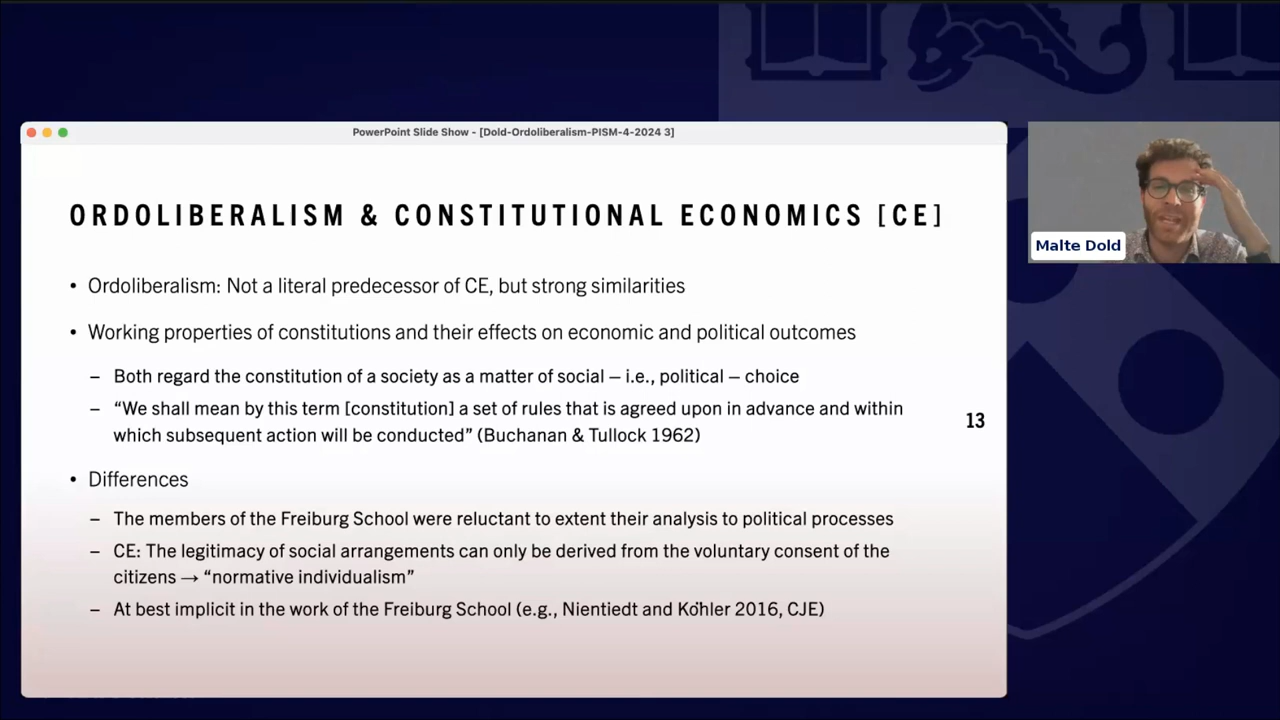 PowerPoint Slide Show - [Dold-Ordoliberalism-PISM-4-2024 3]
ORDOLIBERALISM & CONSTITUTIONAL ECONOMICS [CE]
• Ordoliberalism: Not a literal predecessor of CE, but strong similarities
• Working properties of constitutions and their effects on economic and political outcomes
– Both regard the constitution of a society as a matter of social – i.e., political – choice
– “We shall mean by this term [constitution] a set of rules that is agreed upon in advance and within
which subsequent action will be conducted” (Buchanan & Tullock 1962)
13
• Differences
– The members of the Freiburg School were reluctant to extent their analysis to political processes
– CE: The legitimacy of social arrangements can only be derived from the voluntary consent of the
citizens → “normative individualism”
– At best implicit in the work of the Freiburg School (e.g., Nientiedt and Köhler 2016, CJE)
Malte Dold